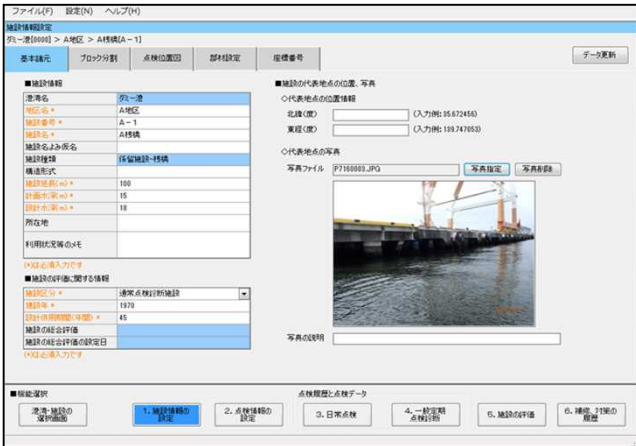 ファイル(F) 設定(N) ヘルプ(H)
施設情報設定
ダミー港[0000] > A地区 > A桟橋[A-1]
基本諸元 ブロック分割 点検位置図 部材設定 座標番号 データ更新
■施設情報
港湾名 ダミー港
地区名* A地区
施設番号* A-1
施設名* A桟橋
施設名よみ仮名
施設種類 係留施設-桟橋
構造形式
施設延長(m)* 100
計画水深(m)* 15
設計水深(m)* 18
所在地
利用状況等のメモ
(*)は必須入力です
■施設の評価に関する情報
施設区分* 通常点検診断施設
建設年* 1970
設計供用期間(年間)* 45
施設の総合評価
施設の総合評価の設定日
(*)は必須入力です
■施設の代表地点の位置、写真
◇代表地点の位置情報
北緯(度) (入力例:35.672456)
東経(度) (入力例:139.747053)
◇代表地点の写真
写真ファイル P7160003.JPG 写真指定 写真削除
写真の説明
■機能選択
点検履歴と点検データ
港湾・施設の
選択画面
1.施設情報の
設定
2.点検情報の
設定
3.日常点検
4.一般定期
点検診断
5.施設の評価
6.補修、対策の
履歴